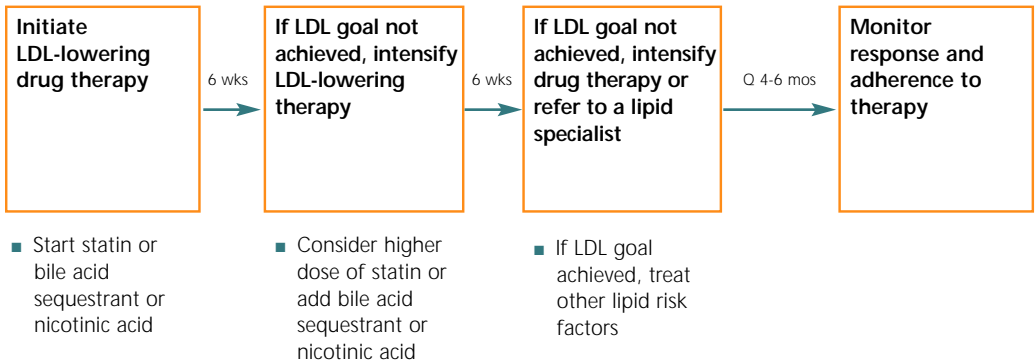 Initiate
LDL-lowering
drug therapy
6 wks
If LDL goal not
achieved, intensify
LDL-lowering
therapy
6 wks
If LDL goal not
achieved, intensify
drug therapy or
refer to a lipid
specialist
Q 4-6 mos
Monitor
response and
adherence to
therapy
■ Start statin or
bile acid
sequestrant or
nicotinic acid
■ Consider higher
dose of statin or
add bile acid
sequestrant or
nicotinic acid
■ If LDL goal
achieved, treat
other lipid risk
factors